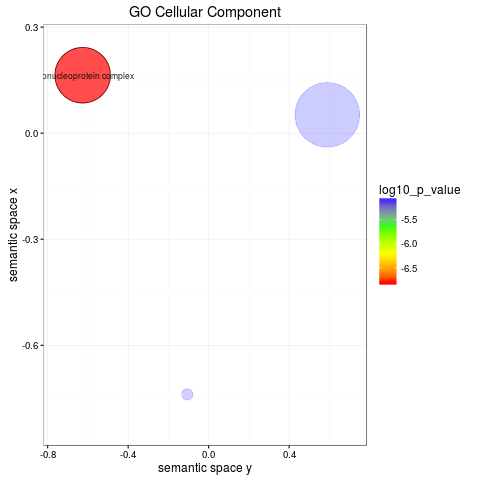 GO Cellular Component
0.3
0.0
-0.3
-0.6
semantic space x
onucleoprotein complex
-0.8
-0.4
0.0
0.4
semantic space y
log10_p_value
-5.5
-6.0
-6.5